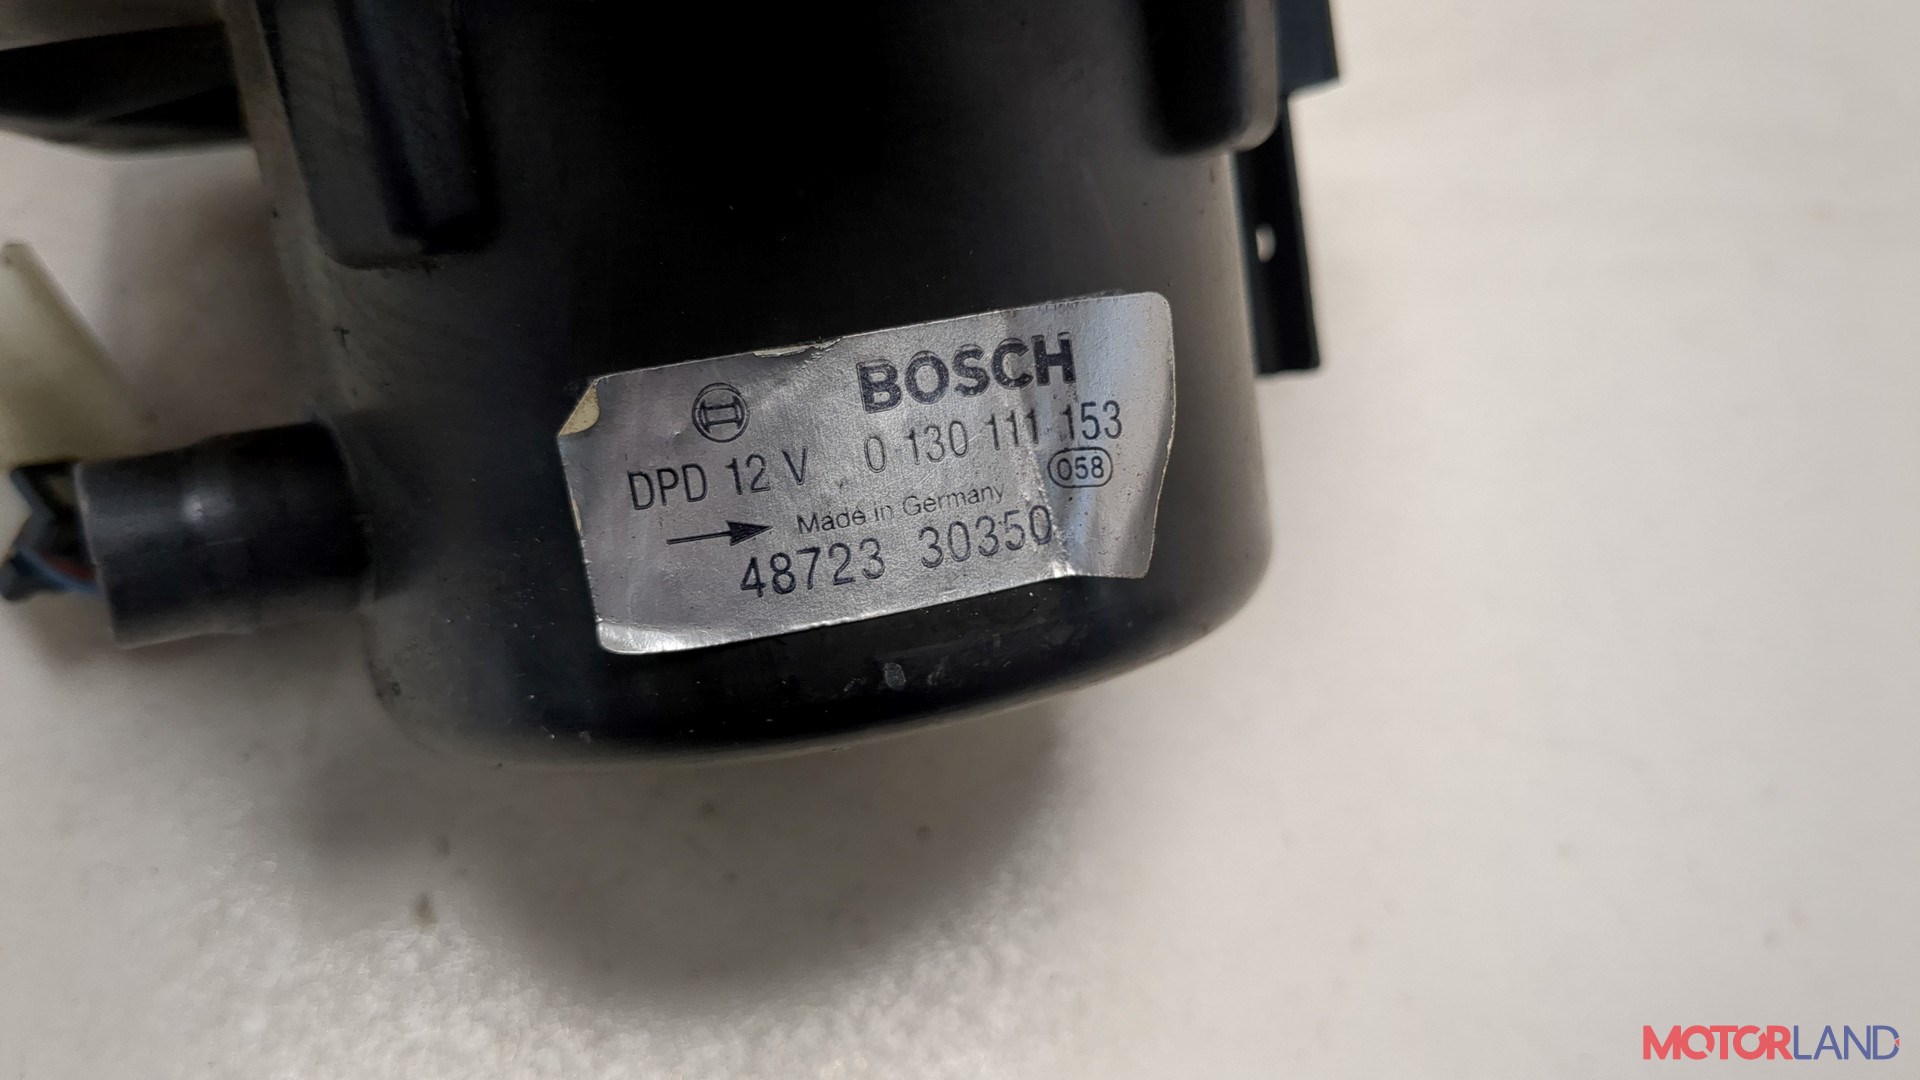 BOSCH
DPD 12 V 0 130 111 153
058
Made in Germany
48723 30350
MOTORLAND